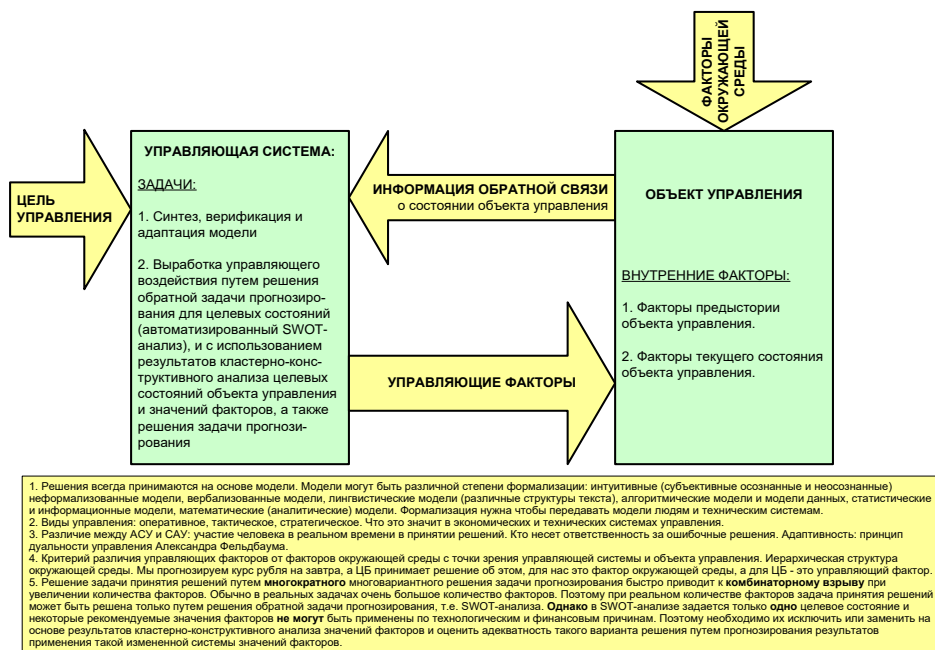 ФАКТОРЫ
ОКРУЖАЮЩЕЙ
СРЕДЫ
ЦЕЛЬ
УПРАВЛЕНИЯ
УПРАВЛЯЮЩАЯ СИСТЕМА:
ЗАДАЧИ:
1. Синтез, верификация и
адаптация модели
2. Выработка управляющего
воздействия путем решения
обратной задачи прогнозиро-
вания для целевых состояний
(автоматизированный SWOT-
анализ), и с использованием
результатов кластерно-конс-
труктивного анализа целевых
состояний объекта управления
и значений факторов, а также
решения задачи прогнози-
рования
ИНФОРМАЦИЯ ОБРАТНОЙ СВЯЗИ
о состоянии объекта управления
УПРАВЛЯЮЩИЕ ФАКТОРЫ
ОБЪЕКТ УПРАВЛЕНИЯ
ВНУТРЕННИЕ ФАКТОРЫ:
1. Факторы предыстории
объекта управления.
2. Факторы текущего состояния
объекта управления.
1. Решения всегда принимаются на основе модели. Модели могут быть различной степени формализации: интуитивные (субъективные осознанные и неосознанные)
неформализованные модели, вербализованные модели, лингвистические модели (различные структуры текста), алгоритмические модели и модели данных, статистические
и информационные модели, математические (аналитические) модели. Формализация нужна чтобы передавать модели людям и техническим системам.
2. Виды управления: оперативное, тактическое, стратегическое. Что это значит в экономических и технических системах управления.
3. Различие между АСУ и САУ: участие человека в реальном времени в принятии решений. Кто несет ответственность за ошибочные решения. Адаптивность: принцип
дуальности управления Александра Фельдбаума.
4. Критерий различия управляющих факторов от факторов окружающей среды с точки зрения управляющей системы и объекта управления. Иерархическая структура
окружающей среды. Мы прогнозируем курс рубля на завтра, а ЦБ принимает решение об этом, для нас это фактор окружающей среды, а для ЦБ - это управляющий фактор.
5. Решение задачи принятия решений путем многократного многовариантного решения задачи прогнозирования быстро приводит к комбинаторному взрыву при
увеличении количества факторов. Обычно в реальных задачах очень большое количество факторов. Поэтому при реальном количестве факторов задача принятия решений
может быть решена только путем решения обратной задачи прогнозирования, т.е. SWOT-анализа. Однако в SWOT-анализе задается только одно целевое состояние и
некоторые рекомендуемые значения факторов не могут быть применены по технологическим и финансовым причинам. Поэтому необходимо их исключить или заменить на
основе результатов кластерно-конструктивного анализа значений факторов и оценить адекватность такого варианта решения путем прогнозирования результатов
применения такой измененной системы значений факторов.